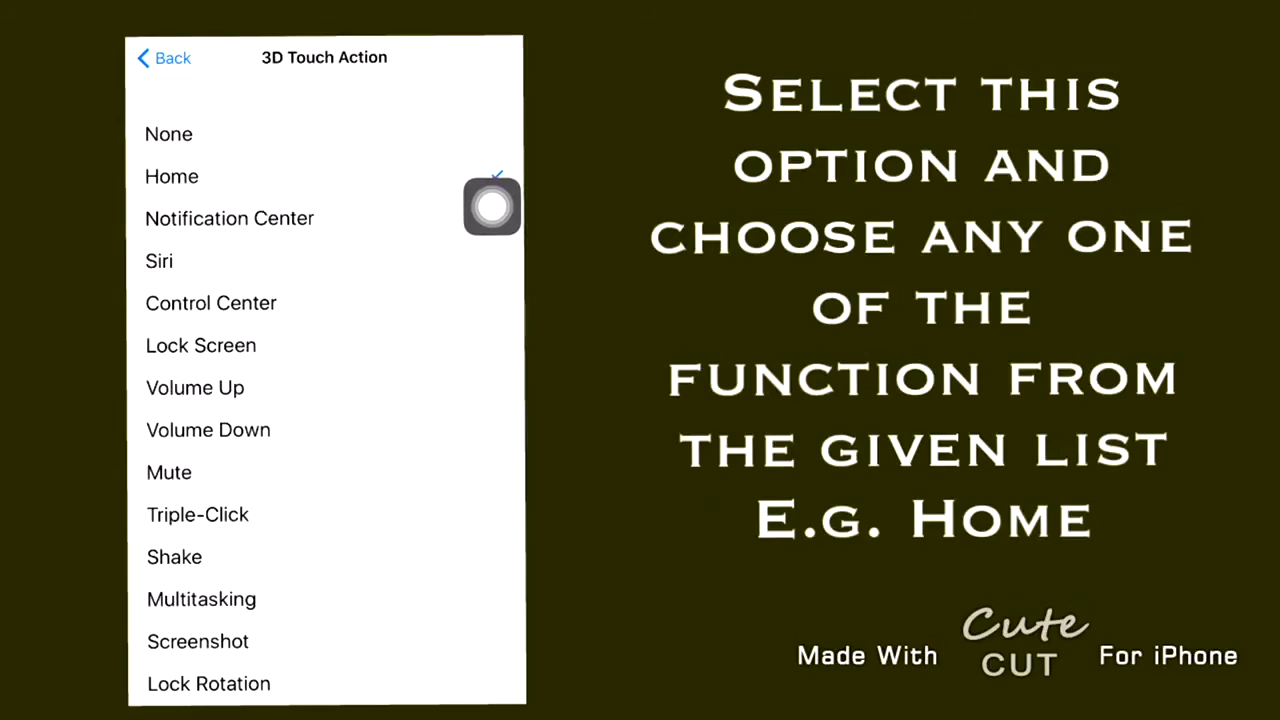 Back
3D Touch Action
None
Home
Notification Center
Siri
Control Center
Lock Screen
Volume Up
Volume Down
Mute
Triple-Click
Shake
Multitasking
Screenshot
Lock Rotation
Select this
option and
choose any one
of the
function from
the given list
E.g. Home
Made With Cute CUT For iPhone